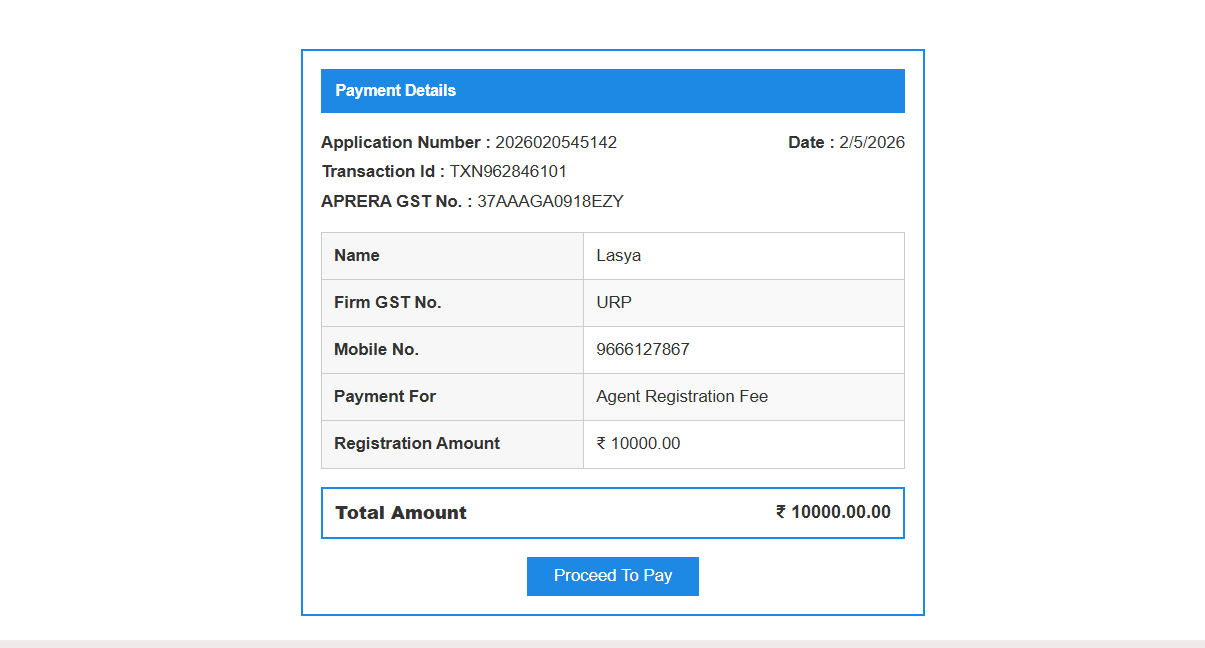 Payment Details
Application Number : 2026020545142 Date : 2/5/2026
Transaction Id : TXN962846101
APRERA GST No. : 37AAAGA0918EZY
Name Lasya
Firm GST No. URP
Mobile No. 9666127867
Payment For Agent Registration Fee
Registration Amount ₹ 10000.00
Total Amount ₹ 10000.00.00
Proceed To Pay